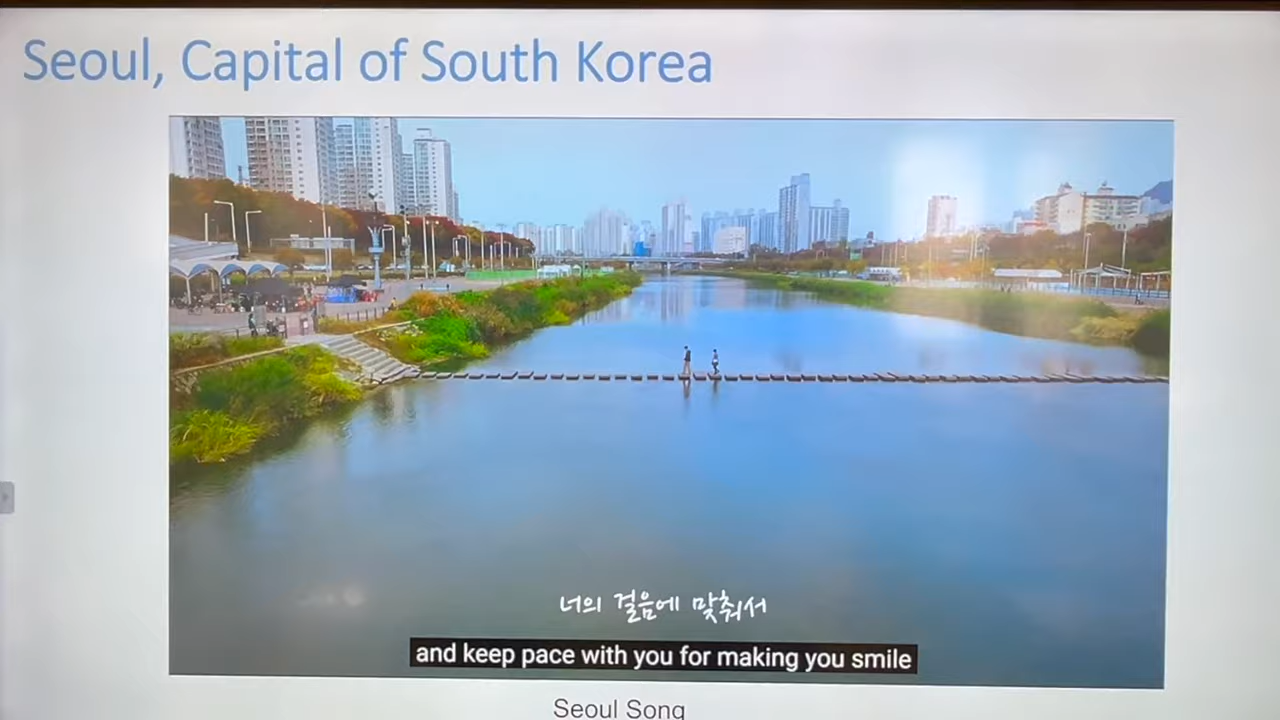 Seoul, Capital of South Korea
너의 걸음에 맞춰서
and keep pace with you for making you smile
Seoul Song